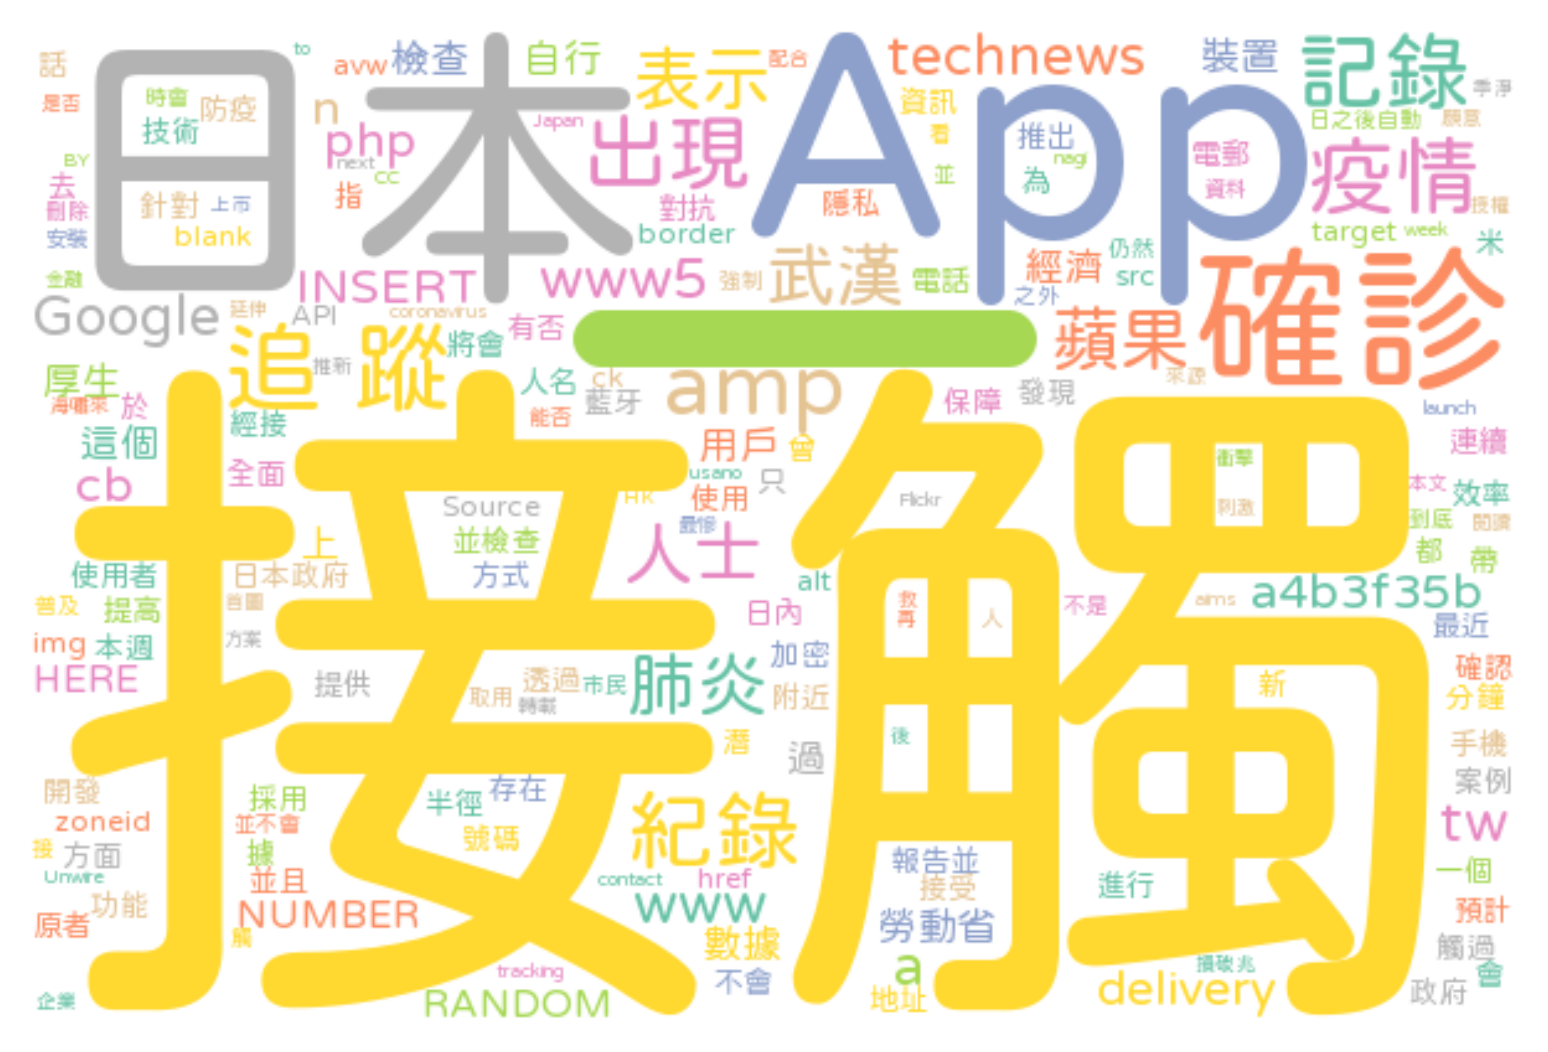 話 to avw 檢查 自行 表示 配合 technews 裝置 記錄
是否 時會 防疫 技術 日本 n Japan 出現 App 資訊 看 推出 電郵 日之後自動
BY 去 刪除 php next cc 指 對抗 隱私 並 為 nagi 資料 疫情 授權
安裝 針對 上市 blank border target week 米
金融 INSERT www5 強制 武漢 電話 經濟 仍然 src 之外
Google 延伸 API coronavirus 有否 一 蘋果 確診
追蹤 將會 推新
厚生 於 經接 人名 ck 藍牙 能否 amp 保障 發現 來源 launch
這個 cb 全面 接觸 用戶 曾 usano 只 使用 衝擊 連續
Source HK Flickr 刺激 本文 效率
上 並檢查 最慘 人士 到底 閱讀 都 帶
使用者 日本政府 方式 alt a4b3f35b
普及 提高 首圖 日內 救 再 人 不是 aims 最近
img 本週 方案 加密 確認
HERE 提供 取用 透過 轉載 市民 肺炎 附近 新 分鐘
潛 過 後 手機
開發 採用 半徑 存在 案例
zoneid 並不會 號碼 紀錄 tw
接 方面 據 報告並 一個
Unwire 並且 contact href 接受 進行
原者 功能 NUMBER www 勞動省 預計
觸 數據 觸過
tracking 不會 a 會
企業 RANDOM 地址 delivery 政府